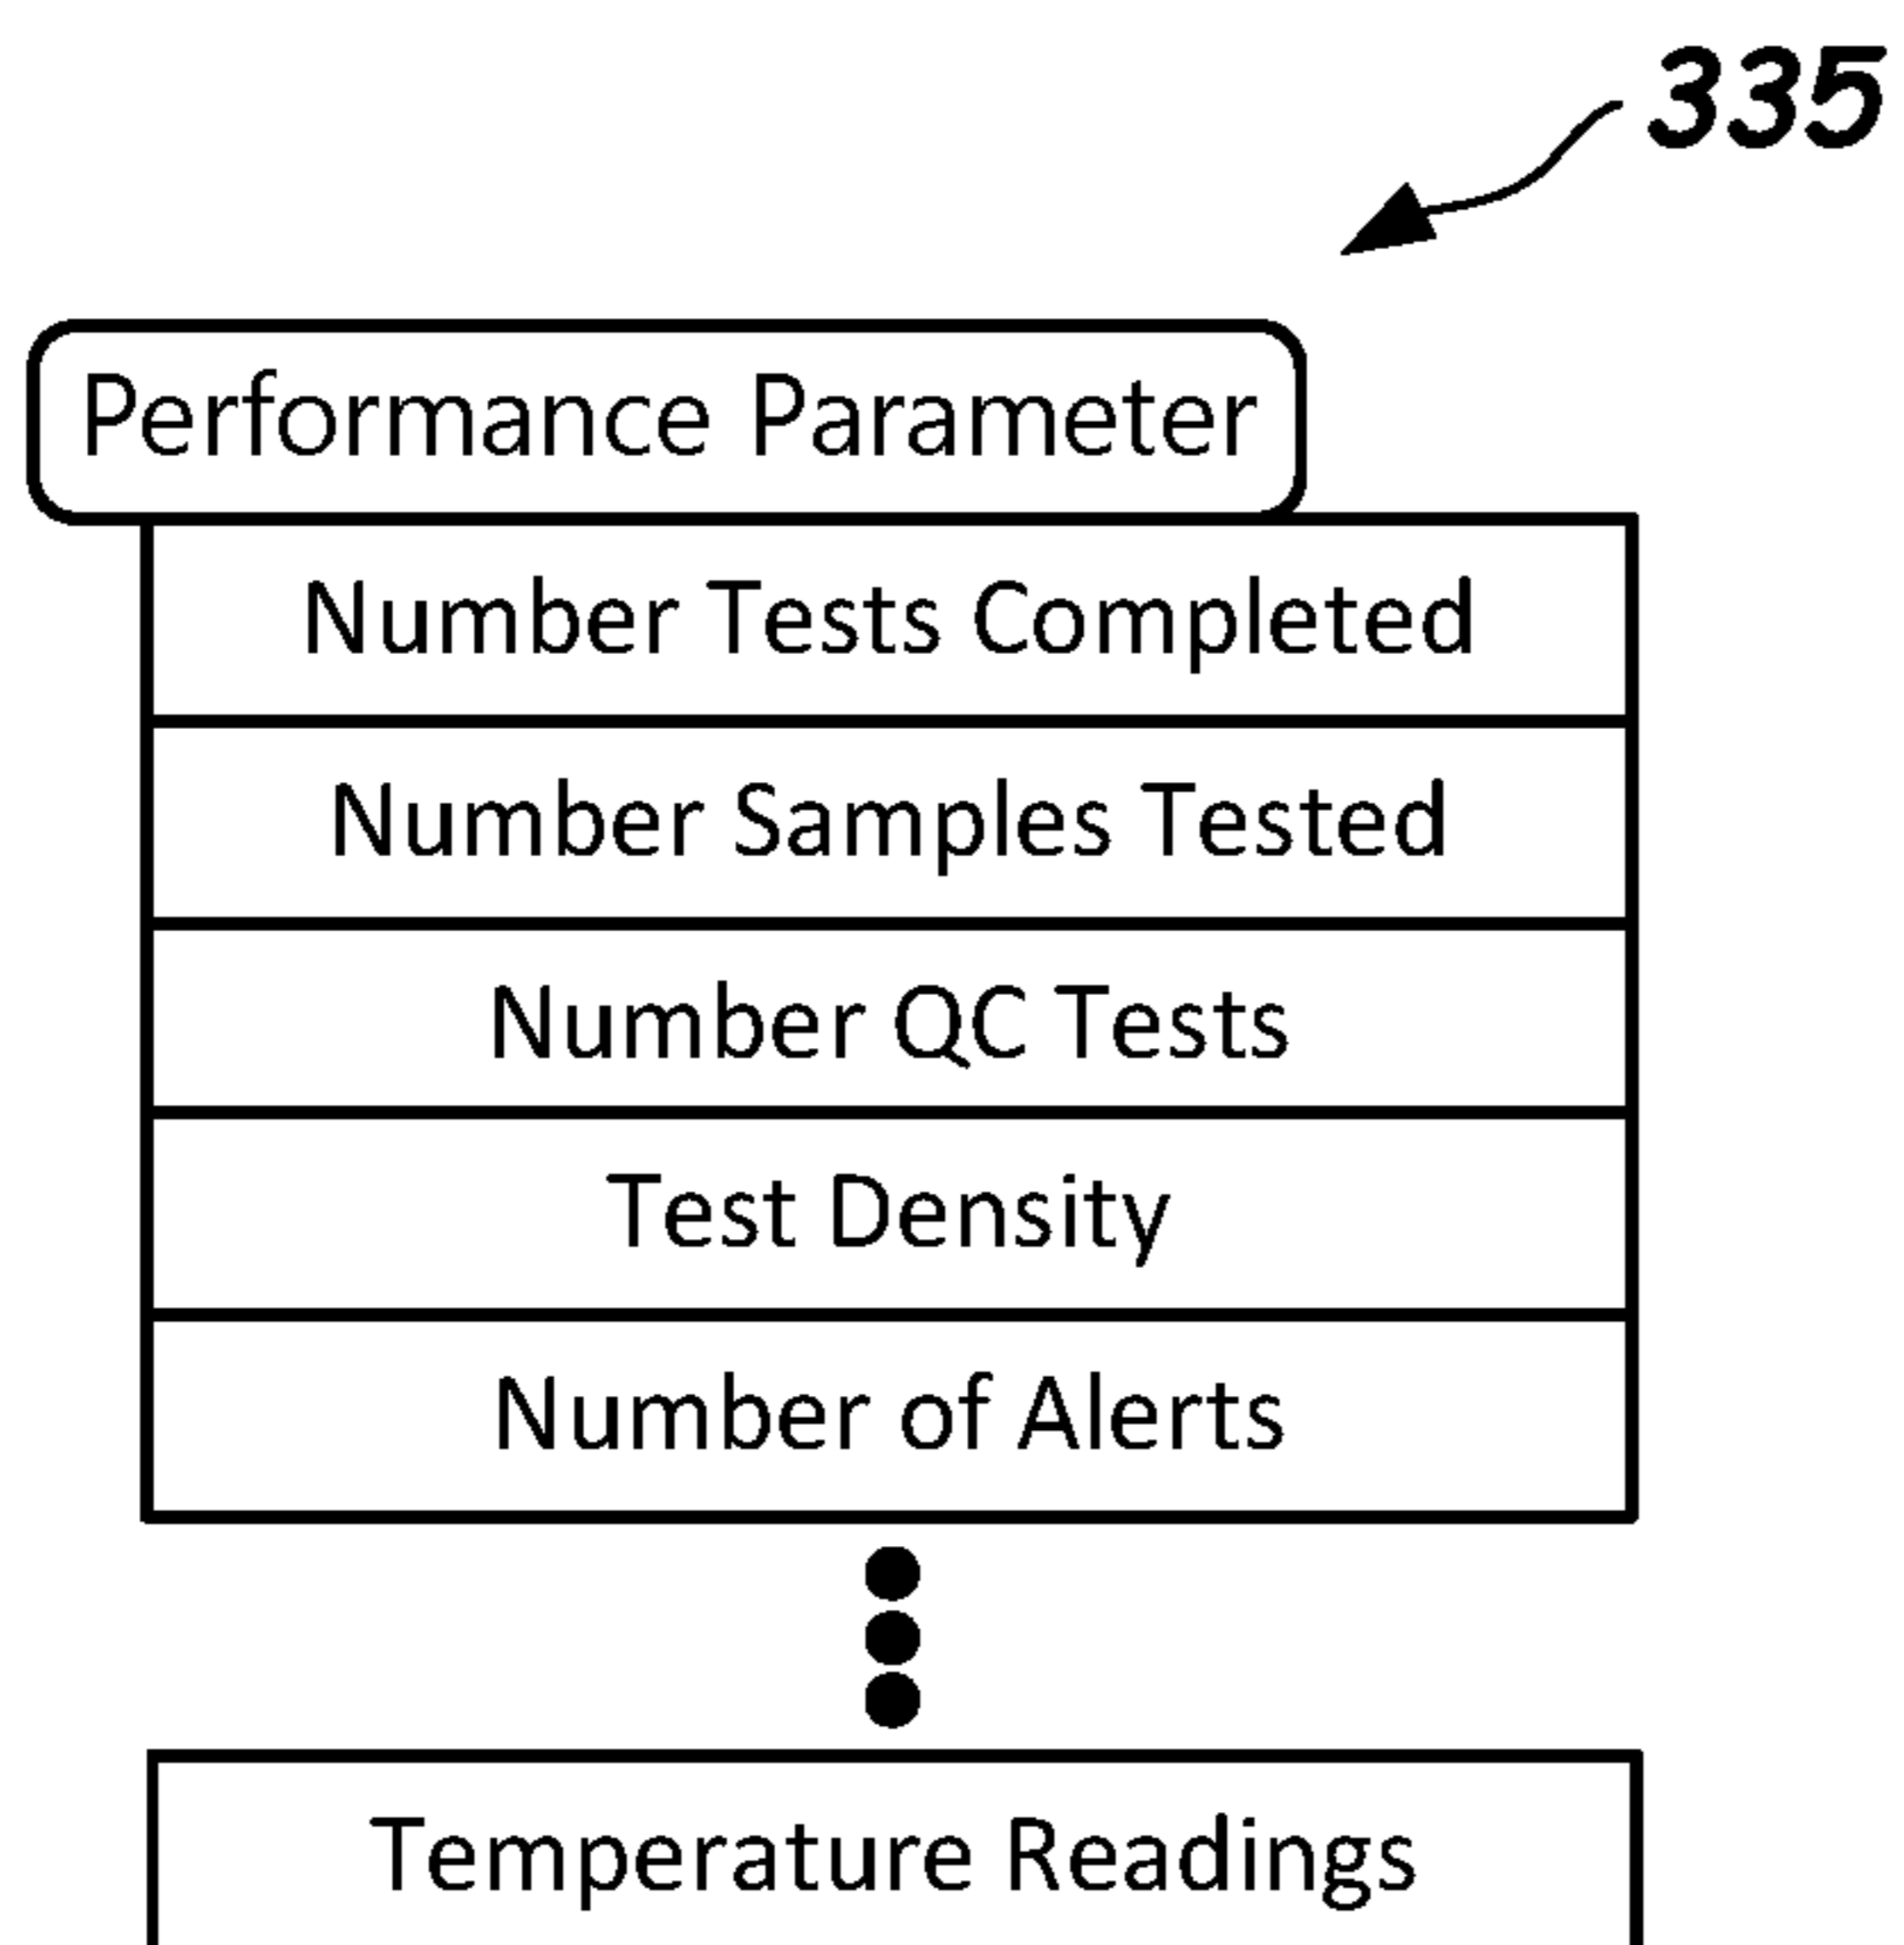 335
Performance Parameter
Number Tests Completed
Number Samples Tested
Number QC Tests
Test Density
Number of Alerts
Temperature Readings